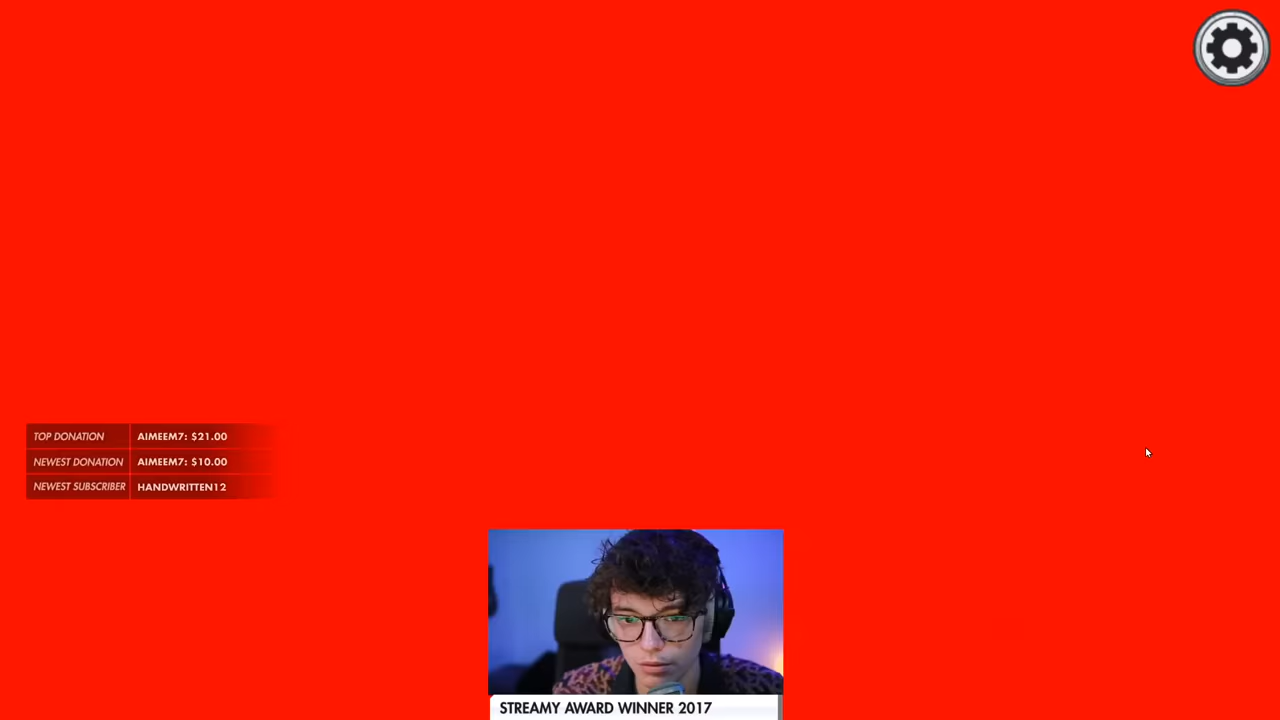 TOP DONATION AIMEEM7: $21.00
NEWEST DONATION AIMEEM7: $10.00
NEWEST SUBSCRIBER HANDWRITTEN12
STREAMY AWARD WINNER 2017